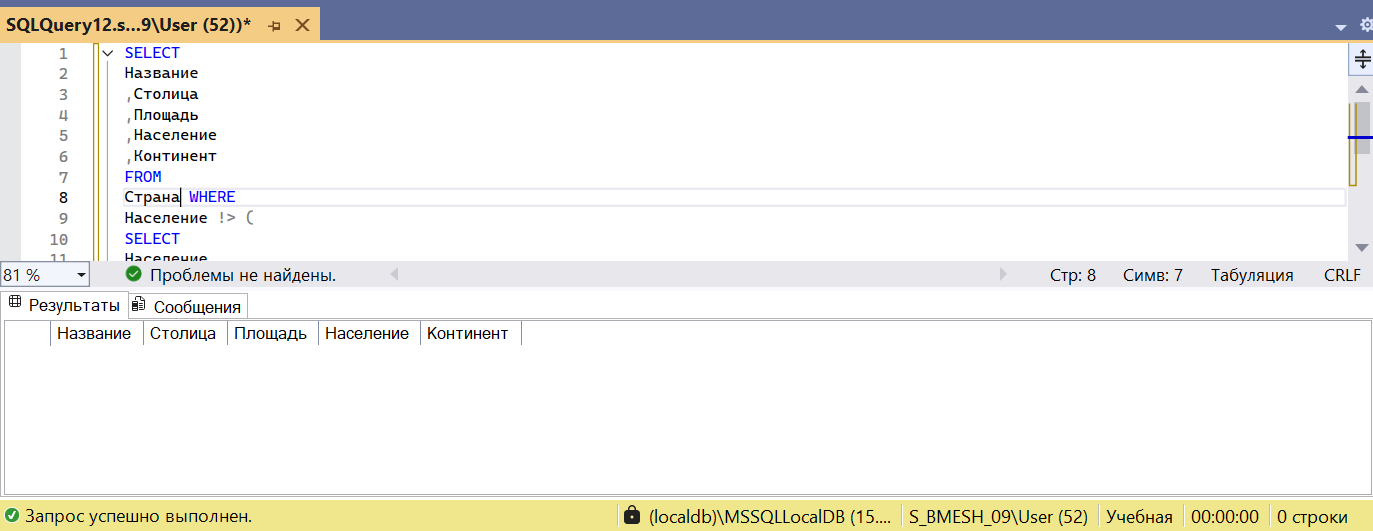 SQLQuery12.s...9\User (52))*
1 SELECT
2 Название
3 ,Столица
4 ,Площадь
5 ,Население
6 ,Континент
7 FROM
8 Страна WHERE
9 Население !> (
10 SELECT
11 Население
81 % Проблемы не найдены. Стр: 8 Симв: 7 Табуляция CRLF
Результаты Сообщения
Название Столица Площадь Население Континент
Запрос успешно выполнен. (localdb)\MSSQLLocalDB (15.... S_BMESH_09\User (52) Учебная 00:00:00 0 строки